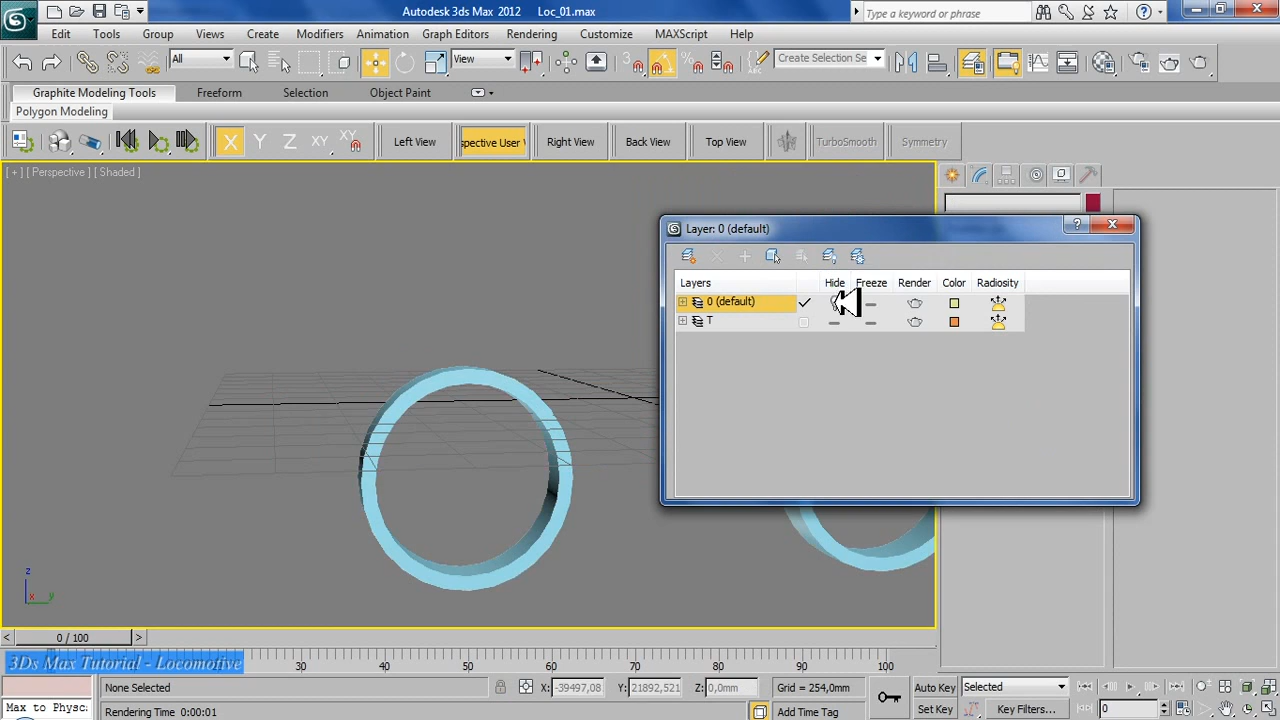 Autodesk 3ds Max 2012 Loc_01.max
Type a keyword or phrase
Edit Tools Group Views Create Modifiers Animation Graph Editors Rendering Customize MAXScript Help
All View 3 Create Selection Se
Graphite Modeling Tools Freeform Selection Object Paint
Polygon Modeling
X Y Z XY XY Left View spective User V Right View Back View Top View TurboSmooth Symmetry
[ + ] [ Perspective ] [ Shaded ]
Layer: 0 (default)
Layers Hide Freeze Render Color Radiosity
0 (default)
T
z
x y
0 / 100
3Ds Max Tutorial - Locomotive
30 40 50 60 70 80 90 100
None Selected X: -39497,08 Y: 21892,521 Z: 0,0mm Grid = 254,0mm Auto Key Selected
Max to Physc
Rendering Time 0:00:01 Add Time Tag Set Key Key Filters... 0